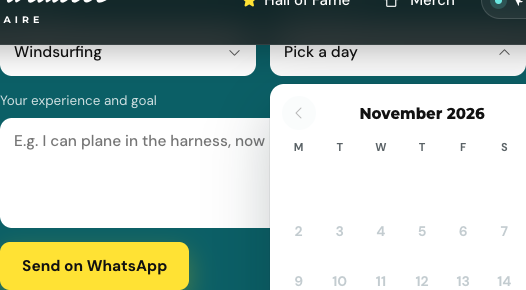 Hall of Fame
Merch
AIRE
Windsurfing
Pick a day
Your experience and goal
E.g. I can plane in the harness, now
November 2026
M T W T F S
2 3 4 5 6 7
9 10 11 12 13 14
Send on WhatsApp